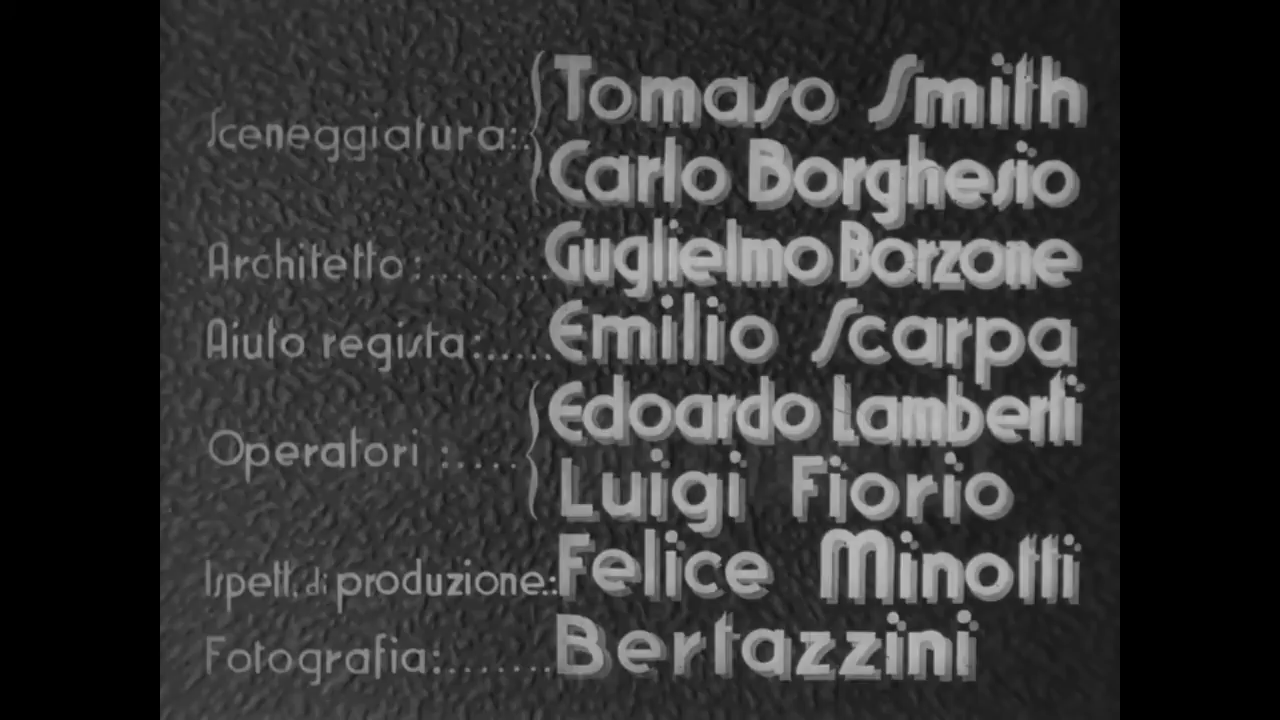 Sceneggiatura:. Tomaso Smith
Carlo Borghesio
Architetto:........ Guglielmo Borzone
Aiuto regista:..... Emilio Scarpa
Operatori :.... Edoardo Lamberti
Luigi Fiorio
Ispett. di produzione.: Felice Minotti
Fotografia:....... Bertazzini